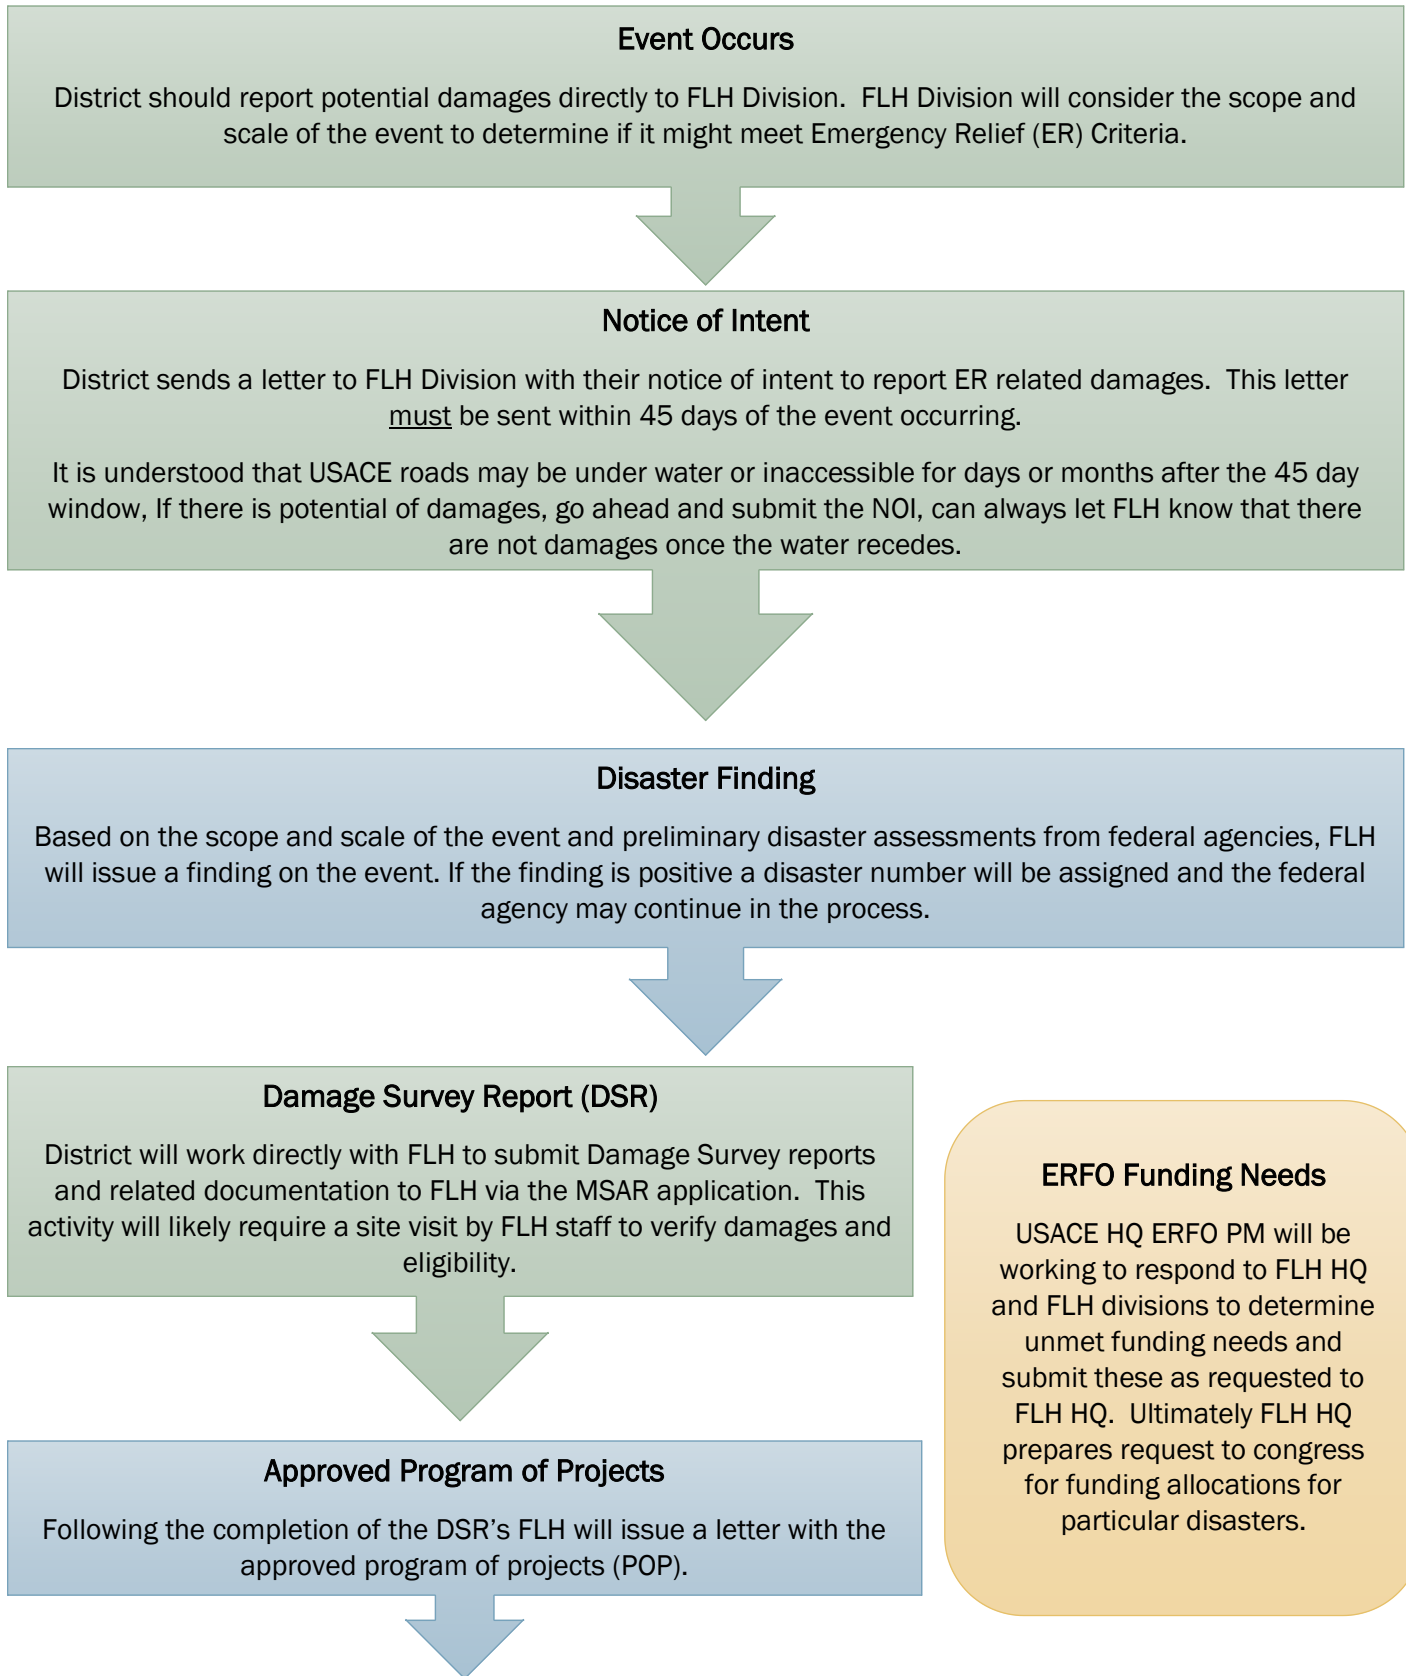 Event Occurs
District should report potential damages directly to FLH Division.  FLH Division will consider the scope and
scale of the event to determine if it might meet Emergency Relief (ER) Criteria.
Notice of Intent
District sends a letter to FLH Division with their notice of intent to report ER related damages.  This letter
must be sent within 45 days of the event occurring.
It is understood that USACE roads may be under water or inaccessible for days or months after the 45 day
window, If there is potential of damages, go ahead and submit the NOI, can always let FLH know that there
are not damages once the water recedes.
Disaster Finding
Based on the scope and scale of the event and preliminary disaster assessments from federal agencies, FLH
will issue a finding on the event. If the finding is positive a disaster number will be assigned and the federal
agency may continue in the process.
Damage Survey Report (DSR)
District will work directly with FLH to submit Damage Survey reports
and related documentation to FLH via the MSAR application.  This
activity will likely require a site visit by FLH staff to verify damages and
eligibility.
Approved Program of Projects
Following the completion of the DSR’s FLH will issue a letter with the
approved program of projects (POP).
ERFO Funding Needs
USACE HQ ERFO PM will be
working to respond to FLH HQ
and FLH divisions to determine
unmet funding needs and
submit these as requested to
FLH HQ.  Ultimately FLH HQ
prepares request to congress
for funding allocations for
particular disasters.